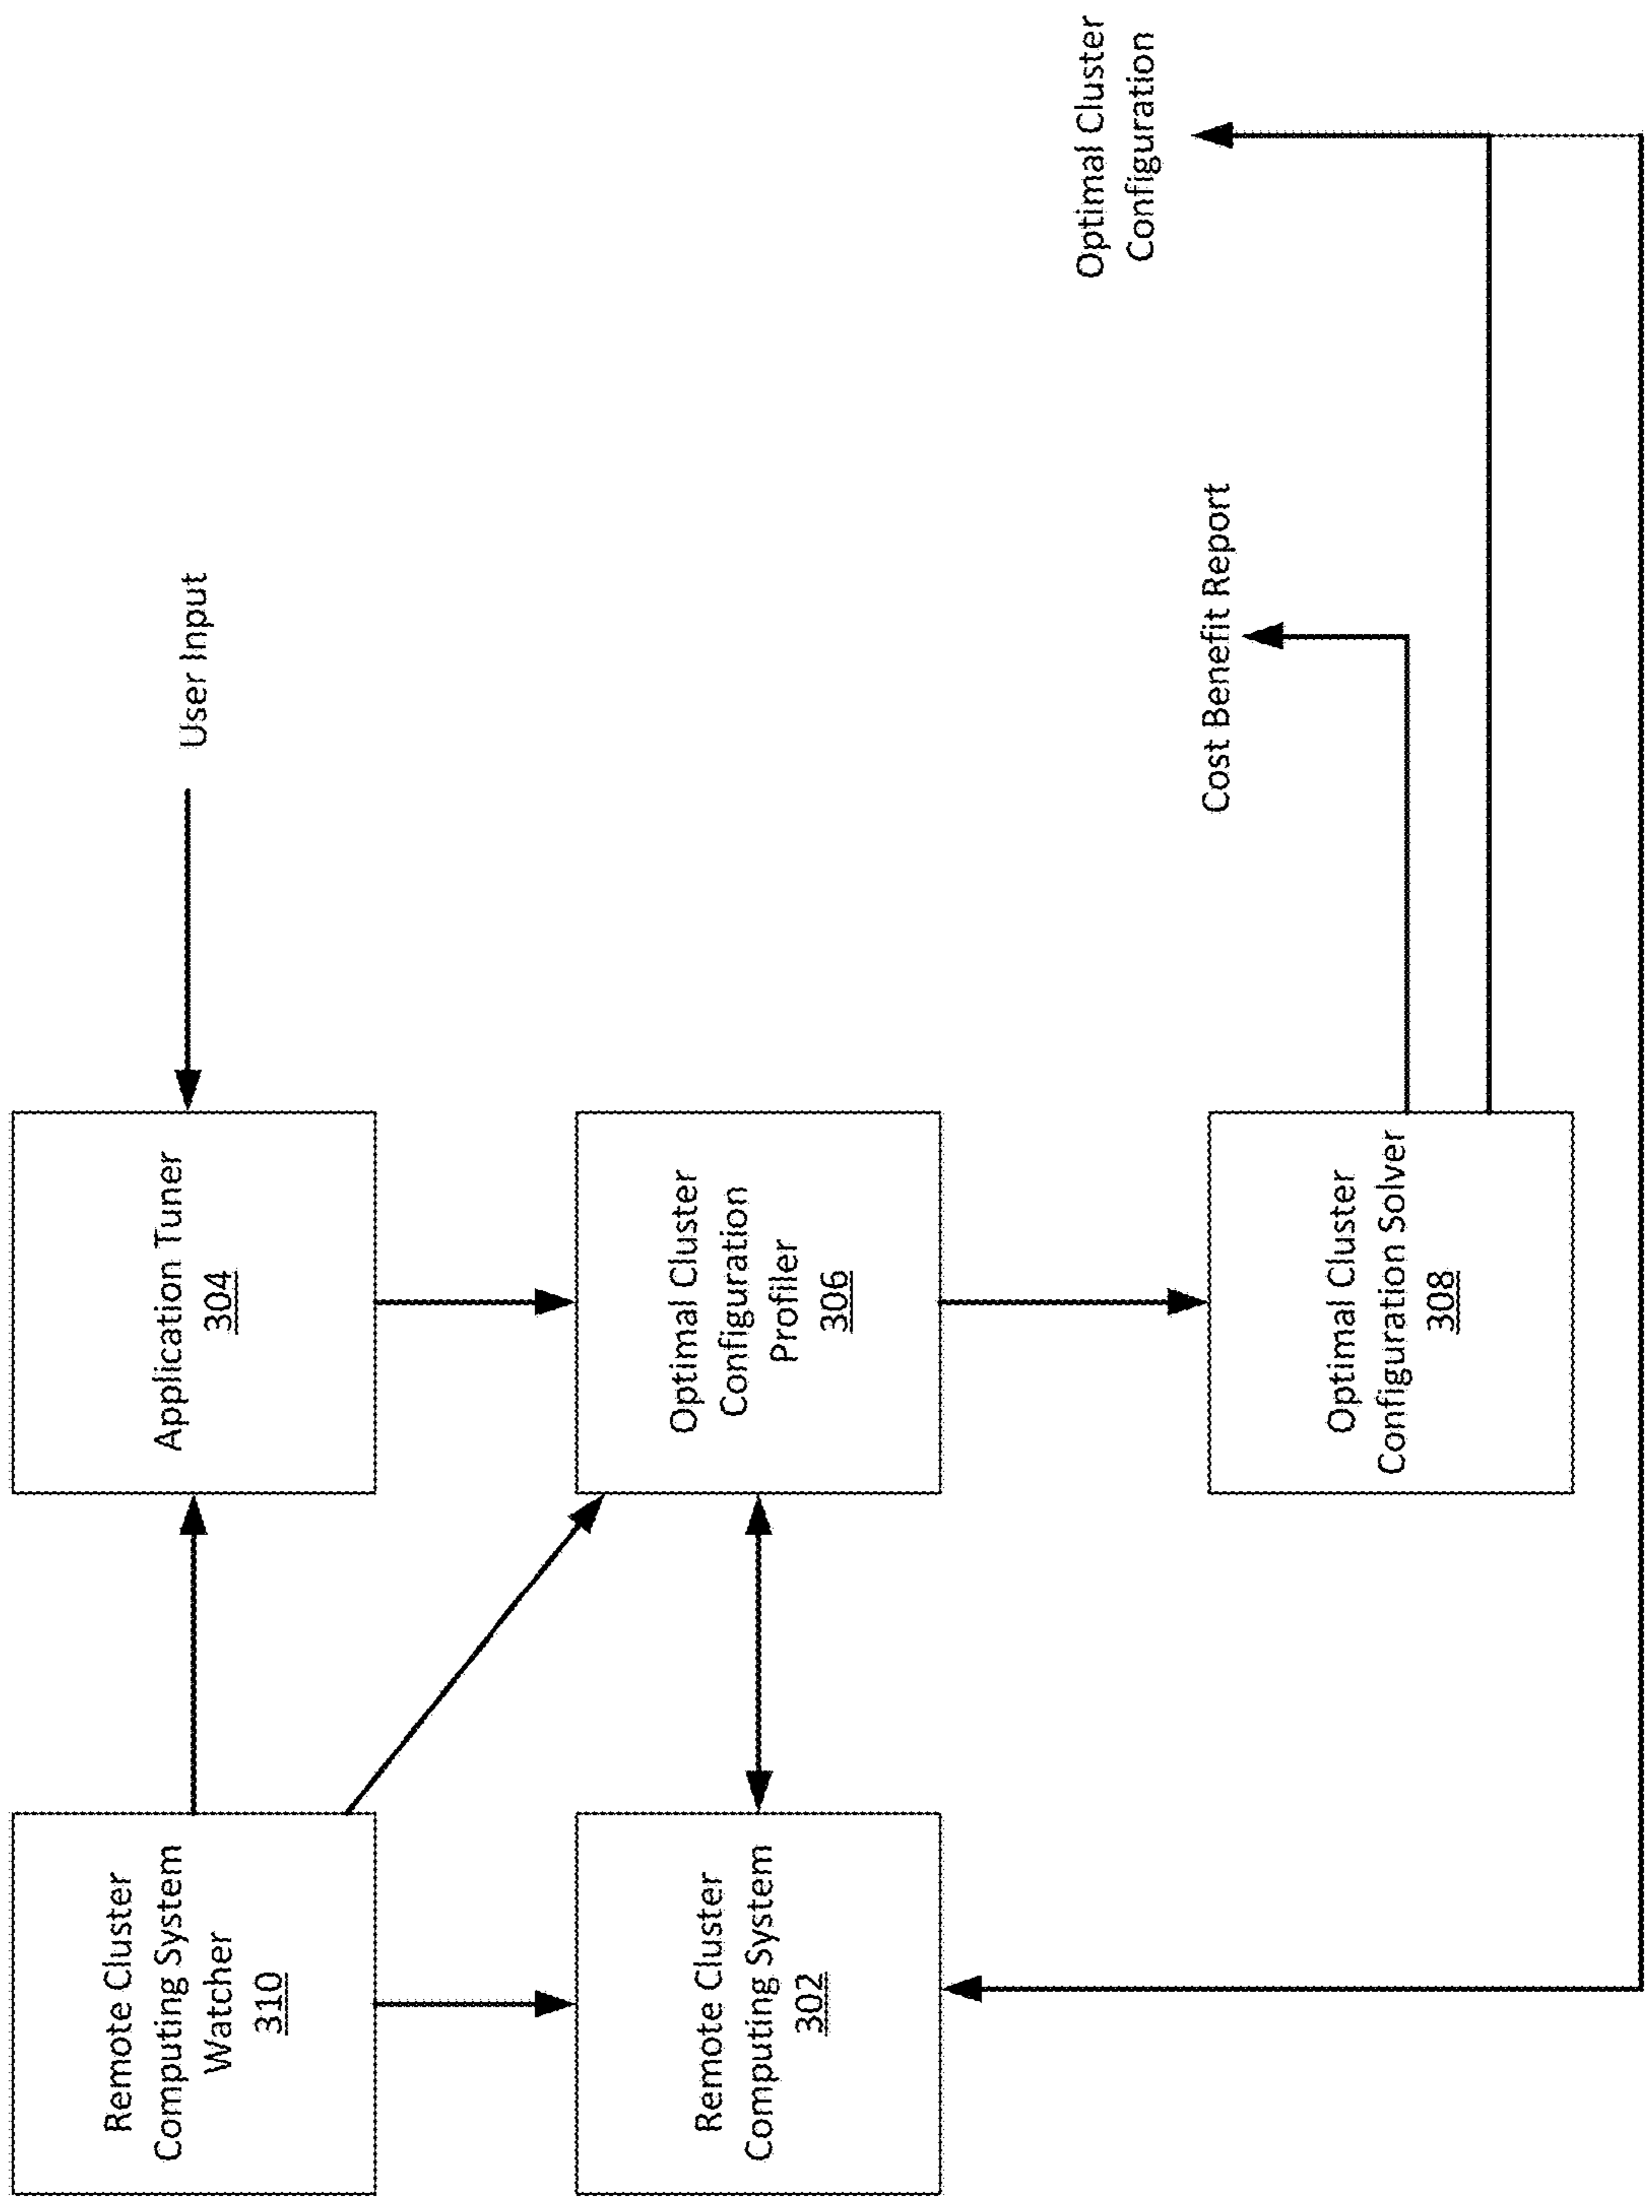 Remote Cluster
Computing System
Watcher
310
Application Tuner
304
User Input
Remote Cluster
Computing System
302
Optimal Cluster
Configuration
Profiler
306
Optimal Cluster
Configuration Solver
308
Cost Benefit Report
Optimal Cluster
Configuration